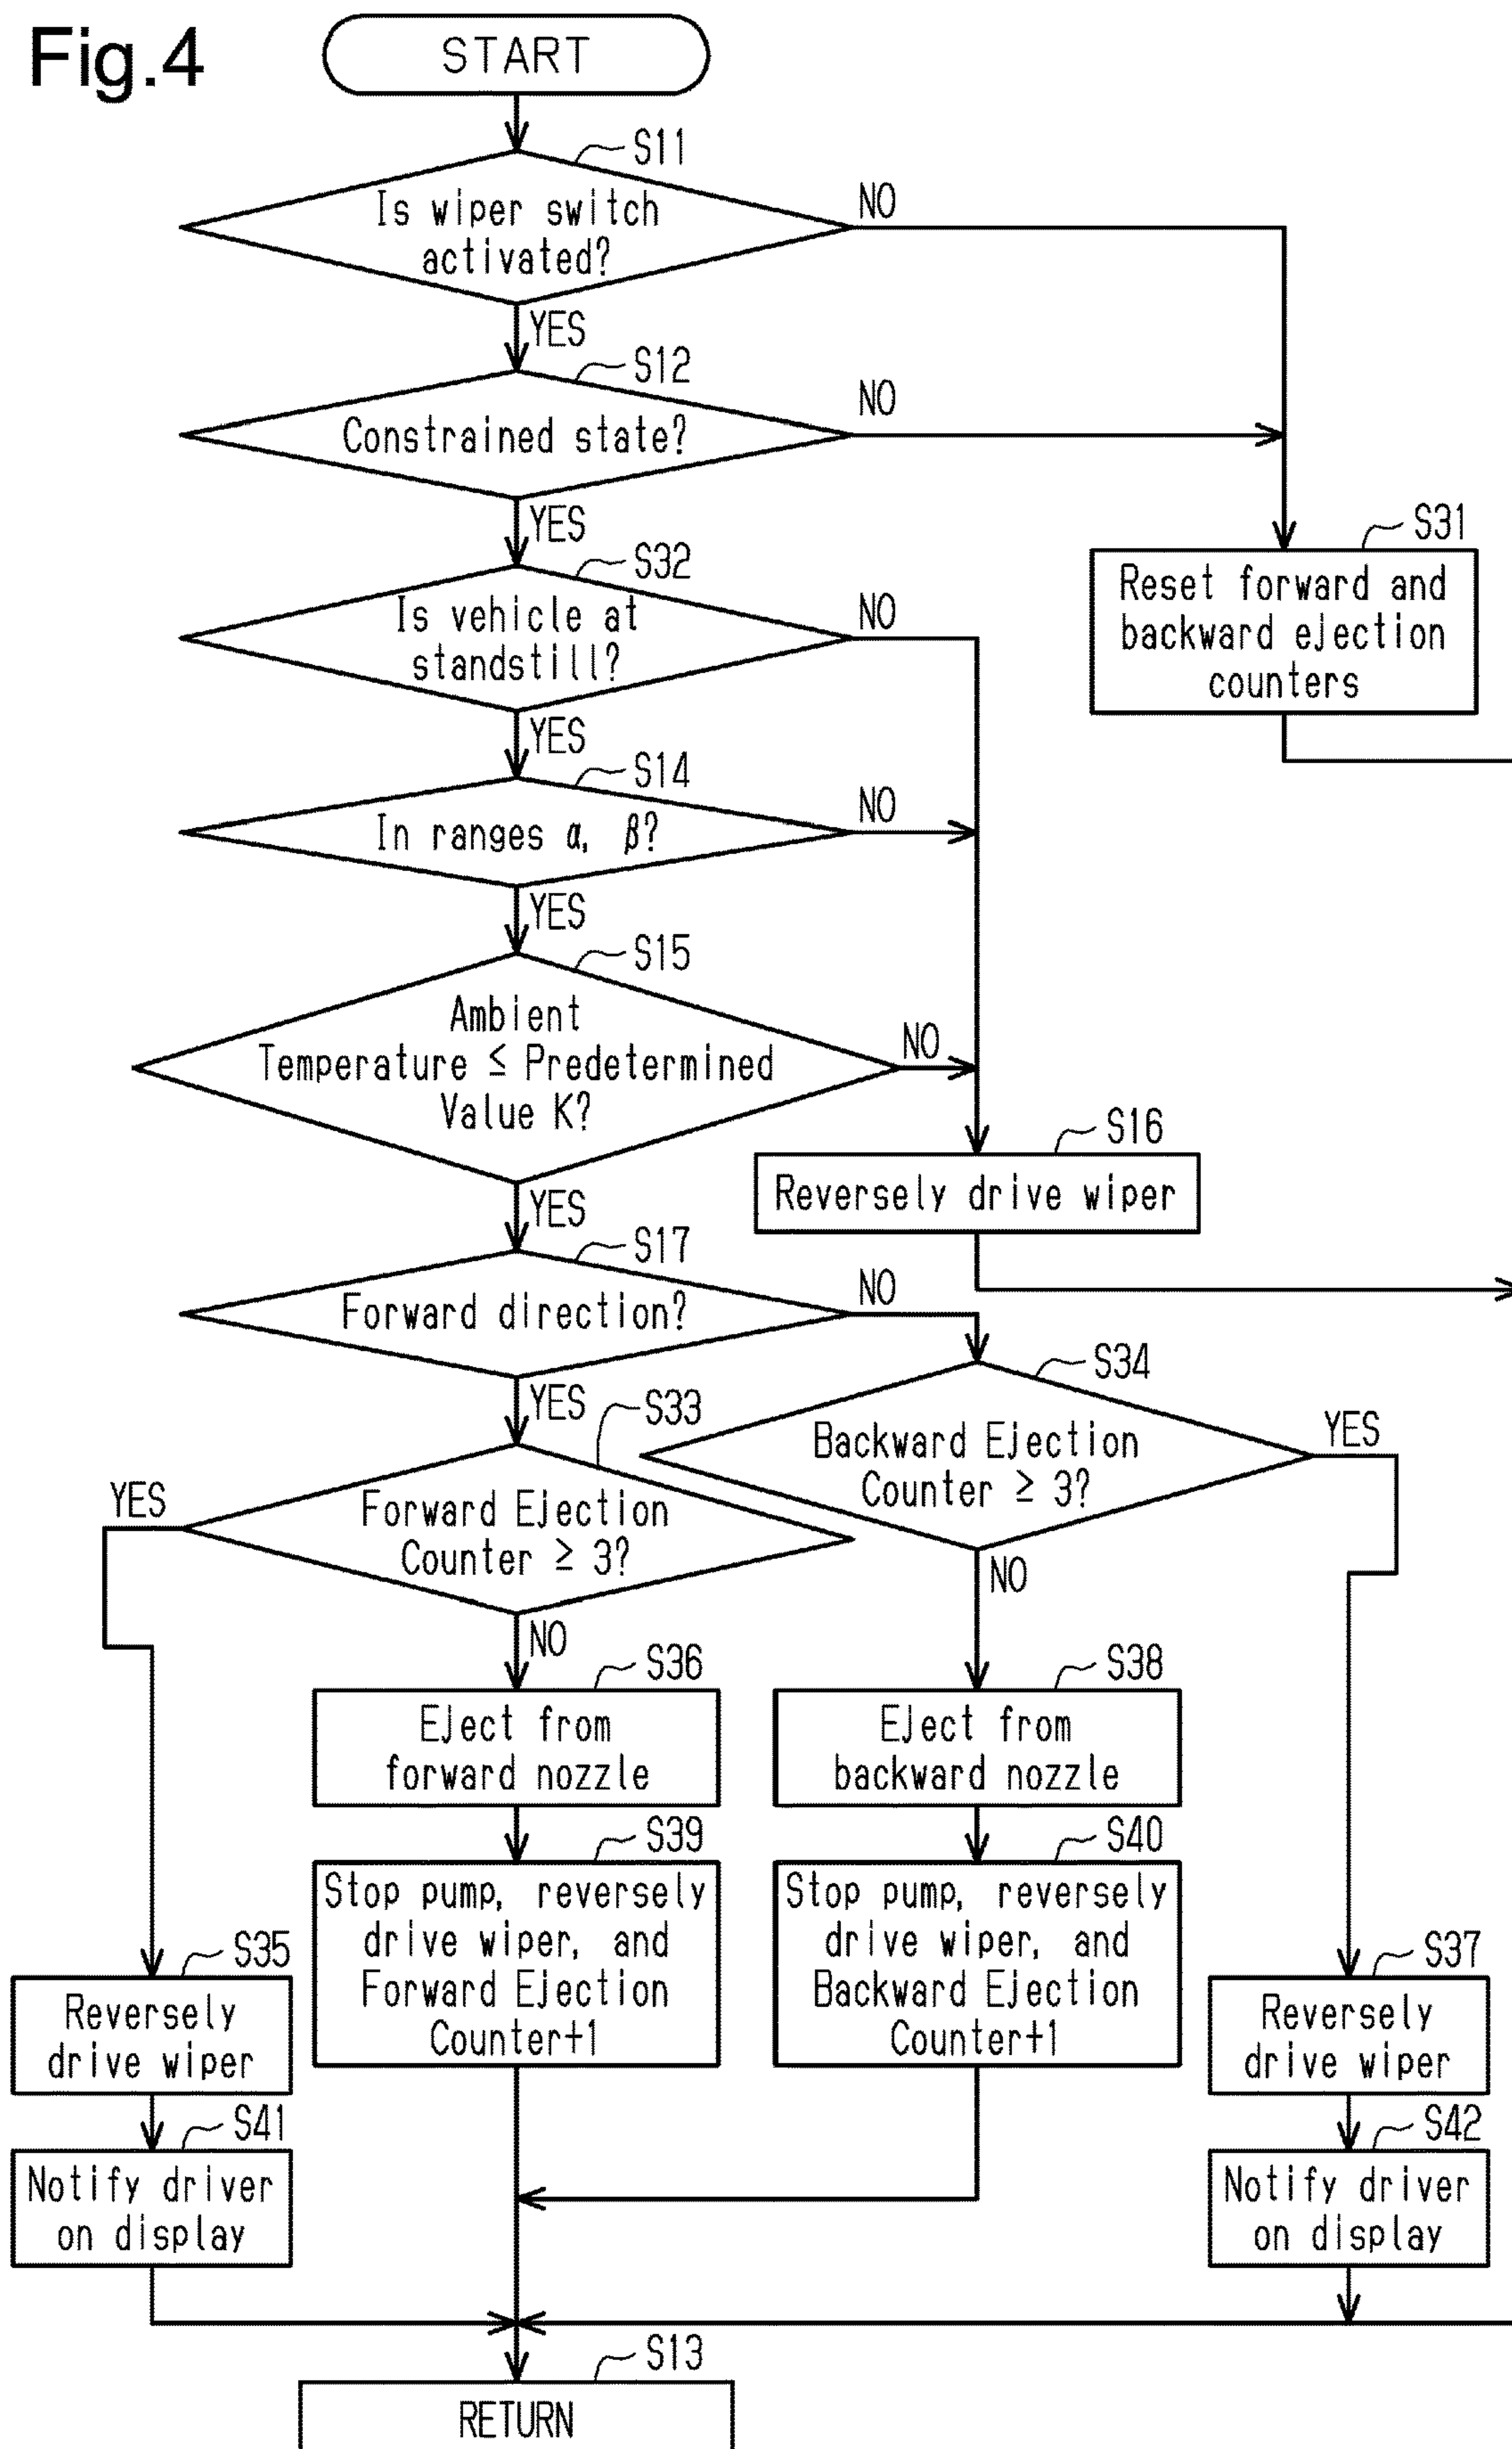 Fig.4
START
S11
Is wiper switch
activated?
NO
YES
S12
Constrained state?
NO
YES
S32
Is vehicle at
standstill?
NO
YES
S31
Reset forward and
backward ejection
counters
S14
In ranges α, β?
NO
YES
S15
Ambient
Temperature ≤ Predetermined
Value K?
NO
YES
S16
Reversely drive wiper
S17
Forward direction?
NO
YES
S34
Backward Ejection
Counter ≥ 3?
YES
NO
S33
Forward Ejection
Counter ≥ 3?
YES
NO
S36
Eject from
forward nozzle
S38
Eject from
backward nozzle
S39
Stop pump, reversely
drive wiper, and
Forward Ejection
Counter+1
S40
Stop pump, reversely
drive wiper, and
Backward Ejection
Counter+1
S35
Reversely
drive wiper
S37
Reversely
drive wiper
S41
Notify driver
on display
S42
Notify driver
on display
S13
RETURN